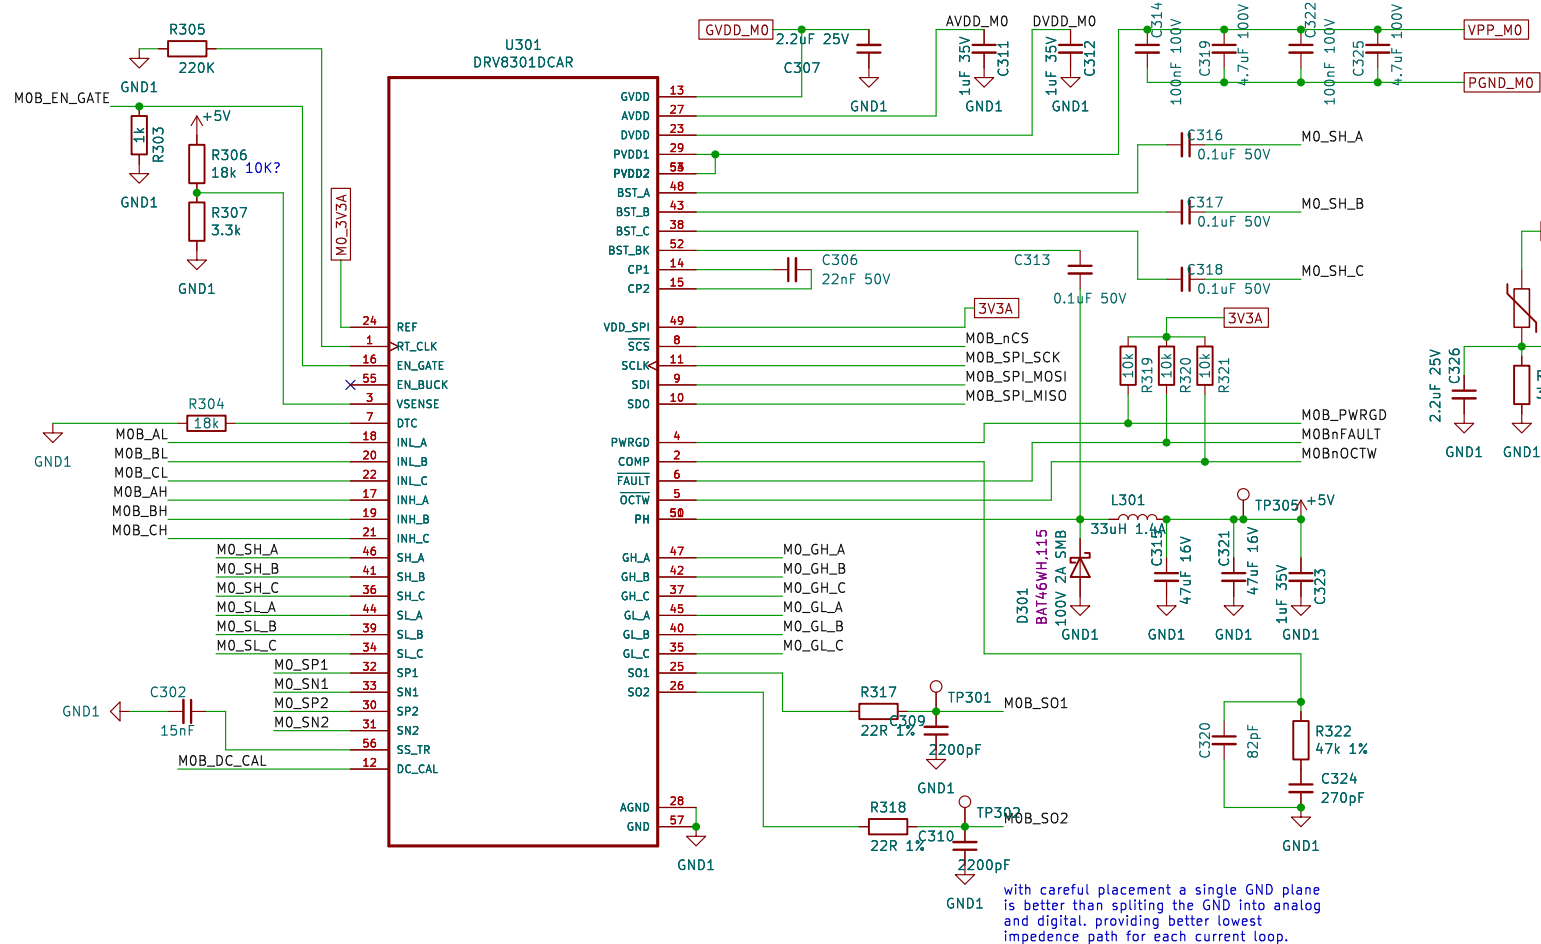 R305
220K
GND1
M0B_EN_GATE
1k
R303
GND1
+5V
R306
18k
10K?
R307
3.3k
GND1
M0_3V3A
R304
18k
GND1
M0B_AL
M0B_BL
M0B_CL
M0B_AH
M0B_BH
M0B_CH
M0_SH_A
M0_SH_B
M0_SH_C
M0_SL_A
M0_SL_B
M0_SL_C
M0_SP1
M0_SN1
M0_SP2
M0_SN2
C302
GND1
15nF
M0B_DC_CAL
U301
DRV8301DCAR
24 REF
1 RT_CLK
16 EN_GATE
55 EN_BUCK
3 VSENSE
7 DTC
18 INL_A
20 INL_B
22 INL_C
17 INH_A
19 INH_B
21 INH_C
46 SH_A
41 SH_B
36 SH_C
44 SL_A
39 SL_B
34 SL_C
32 SP1
33 SN1
30 SP2
31 SN2
56 SS_TR
12 DC_CAL
GVDD 13
AVDD 27
DVDD 23
PVDD1 29
PVDD2
BST_A 48
BST_B 43
BST_C 38
BST_BK 52
CP1 14
CP2 15
VDD_SPI 49
SCS 8
SCLK 11
SDI 9
SDO 10
PWRGD 4
COMP 2
FAULT 6
OCTW 5
PH
GH_A 47
GH_B 42
GH_C 37
GL_A 45
GL_B 40
GL_C 35
SO1 25
SO2 26
AGND 28
GND 57
GND1
GVDD_M0
2.2uF 25V
C307
GND1
AVDD_M0
1uF 35V
C311
GND1
DVDD_M0
1uF 35V
C312
GND1
C314
100nF 100V
C319
4.7uF 100V
C322
100nF 100V
C325
4.7uF 100V
VPP_M0
PGND_M0
C316
0.1uF 50V
M0_SH_A
C317
0.1uF 50V
M0_SH_B
C318
0.1uF 50V
M0_SH_C
C306
22nF 50V
C313
0.1uF 50V
3V3A
M0B_nCS
M0B_SPI_SCK
M0B_SPI_MOSI
M0B_SPI_MISO
3V3A
10k
R319
10k
R320
10k
R321
M0B_PWRGD
M0BnFAULT
M0BnOCTW
2.2uF 25V
C326
GND1
GND1
L301
33uH 1.4A
TP305
+5V
D301
BAT46WH,115
100V 2A SMB
GND1
C315
47uF 16V
GND1
C321
47uF 16V
GND1
1uF 35V
C323
GND1
M0_GH_A
M0_GH_B
M0_GH_C
M0_GL_A
M0_GL_B
M0_GL_C
R317
22R 1%
TP301
M0B_SO1
C309
2200pF
GND1
R318
22R 1%
TP302
M0B_SO2
C310
2200pF
GND1
C320
82pF
R322
47k 1%
C324
270pF
GND1
with careful placement a single GND plane
is better than spliting the GND into analog
and digital. providing better lowest
impedence path for each current loop.